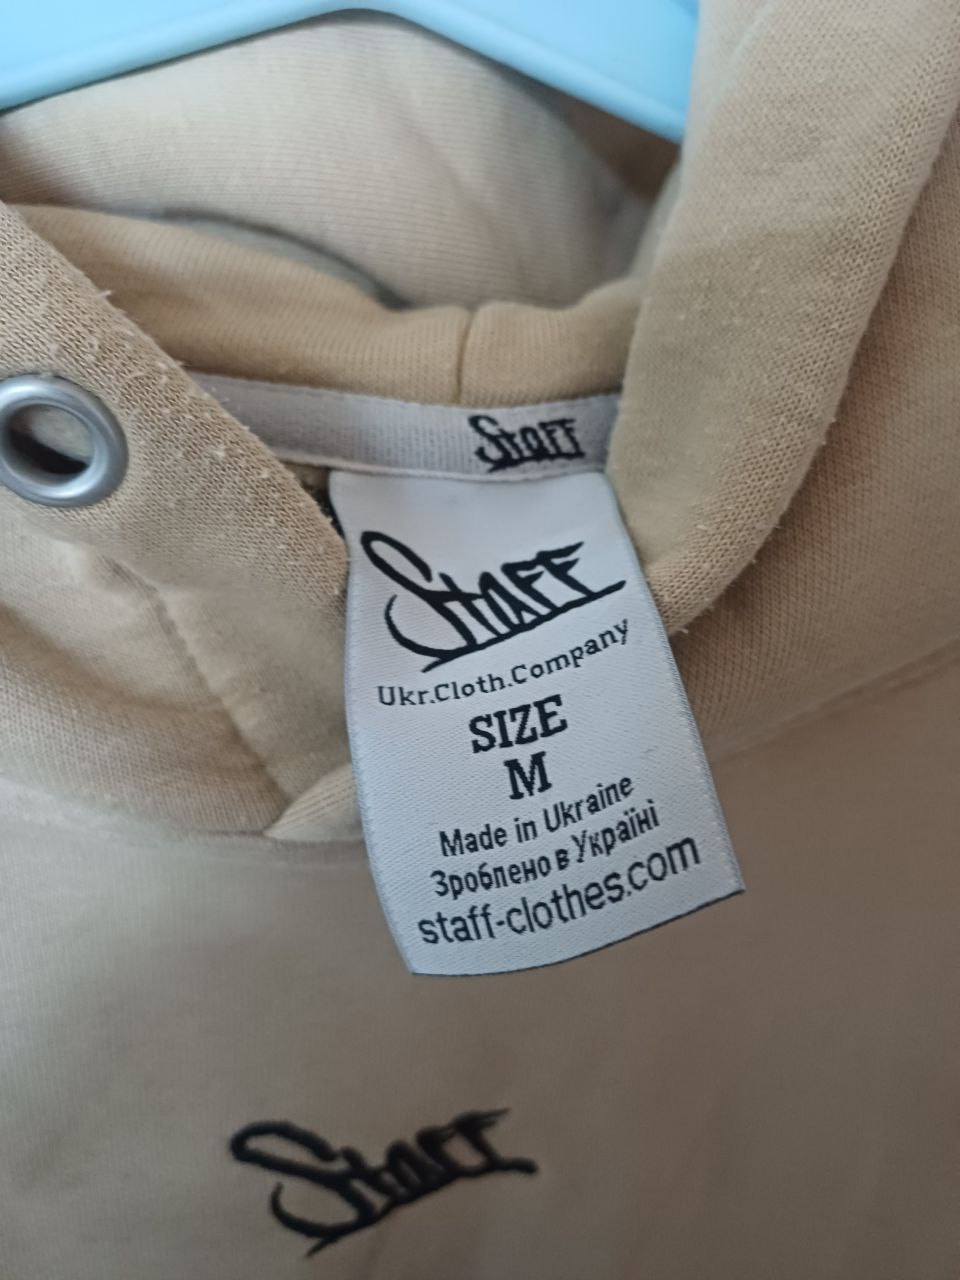 Staff
Staff
Ukr.Cloth.Company
SIZE
M
Made in Ukraine
Зроблено в Україні
staff-clothes.com
Staff